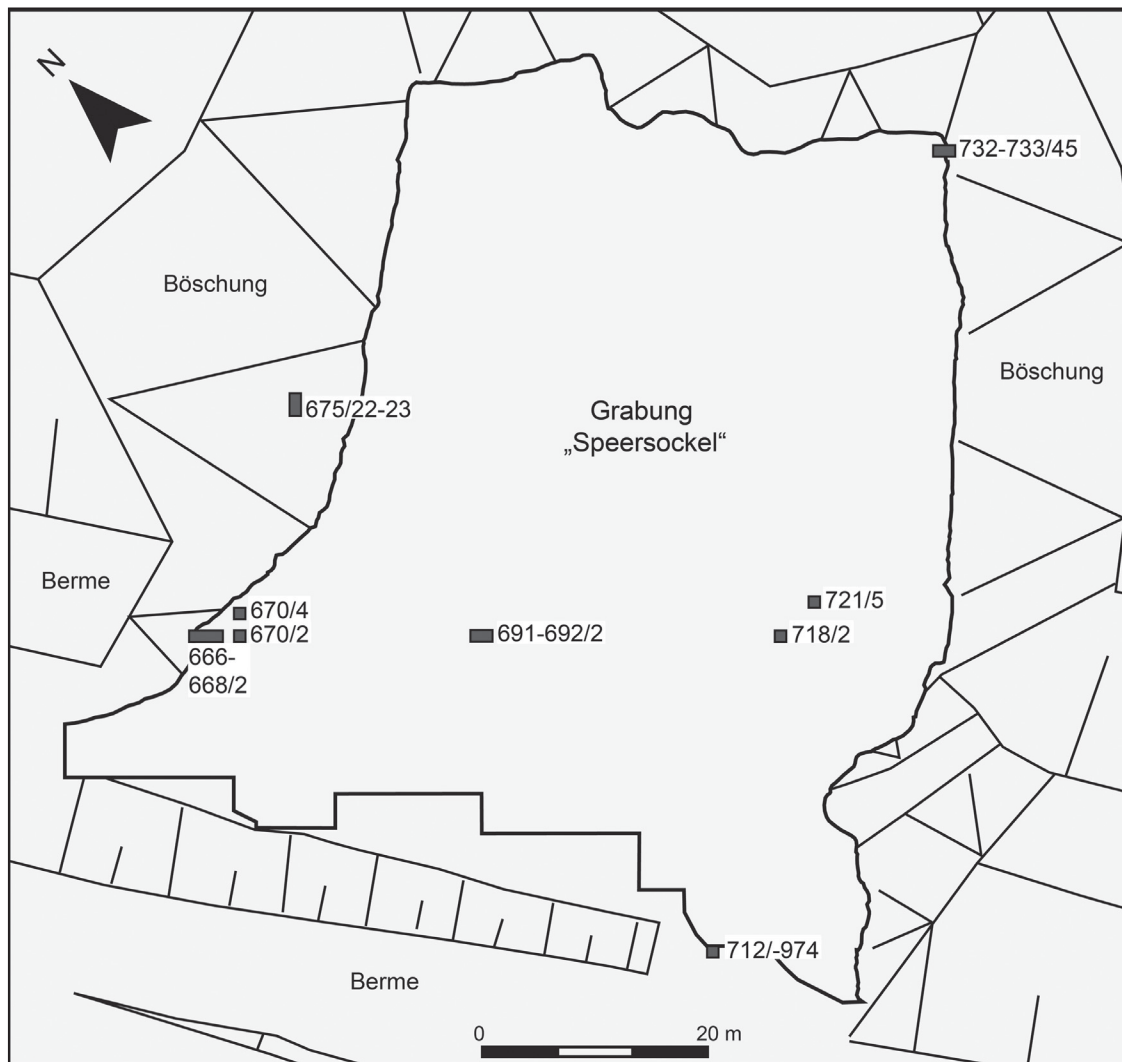 N
732-733/45
Böschung
Böschung
675/22-23
Grabung
„Speersockel“
Berme
670/4
721/5
670/2
691-692/2
718/2
666-
668/2
712/-974
Berme
0
20 m